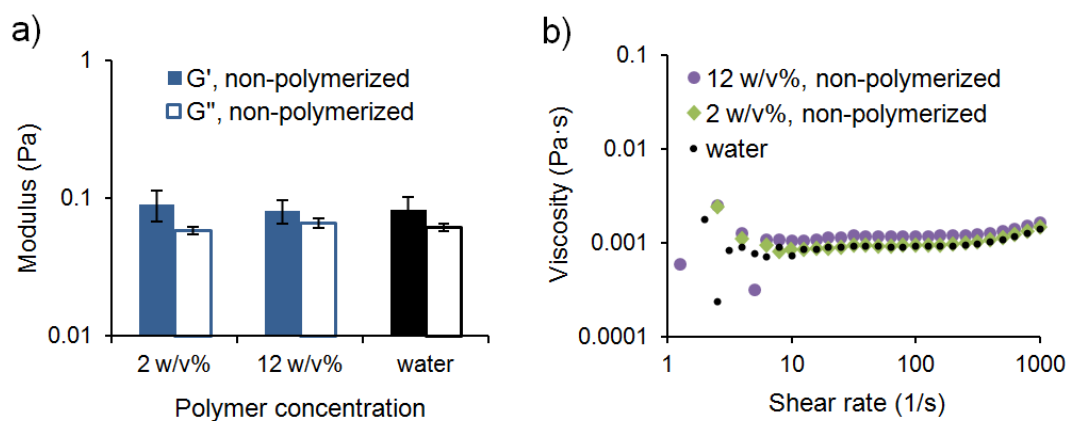 a)
1
0.1
0.01
Modulus (Pa)
G', non-polymerized
G", non-polymerized
2 w/v%
12 w/v%
water
Polymer concentration
b)
0.1
0.01
0.001
0.0001
Viscosity (Pa·s)
12 w/v%, non-polymerized
2 w/v%, non-polymerized
water
1
10
100
1000
Shear rate (1/s)